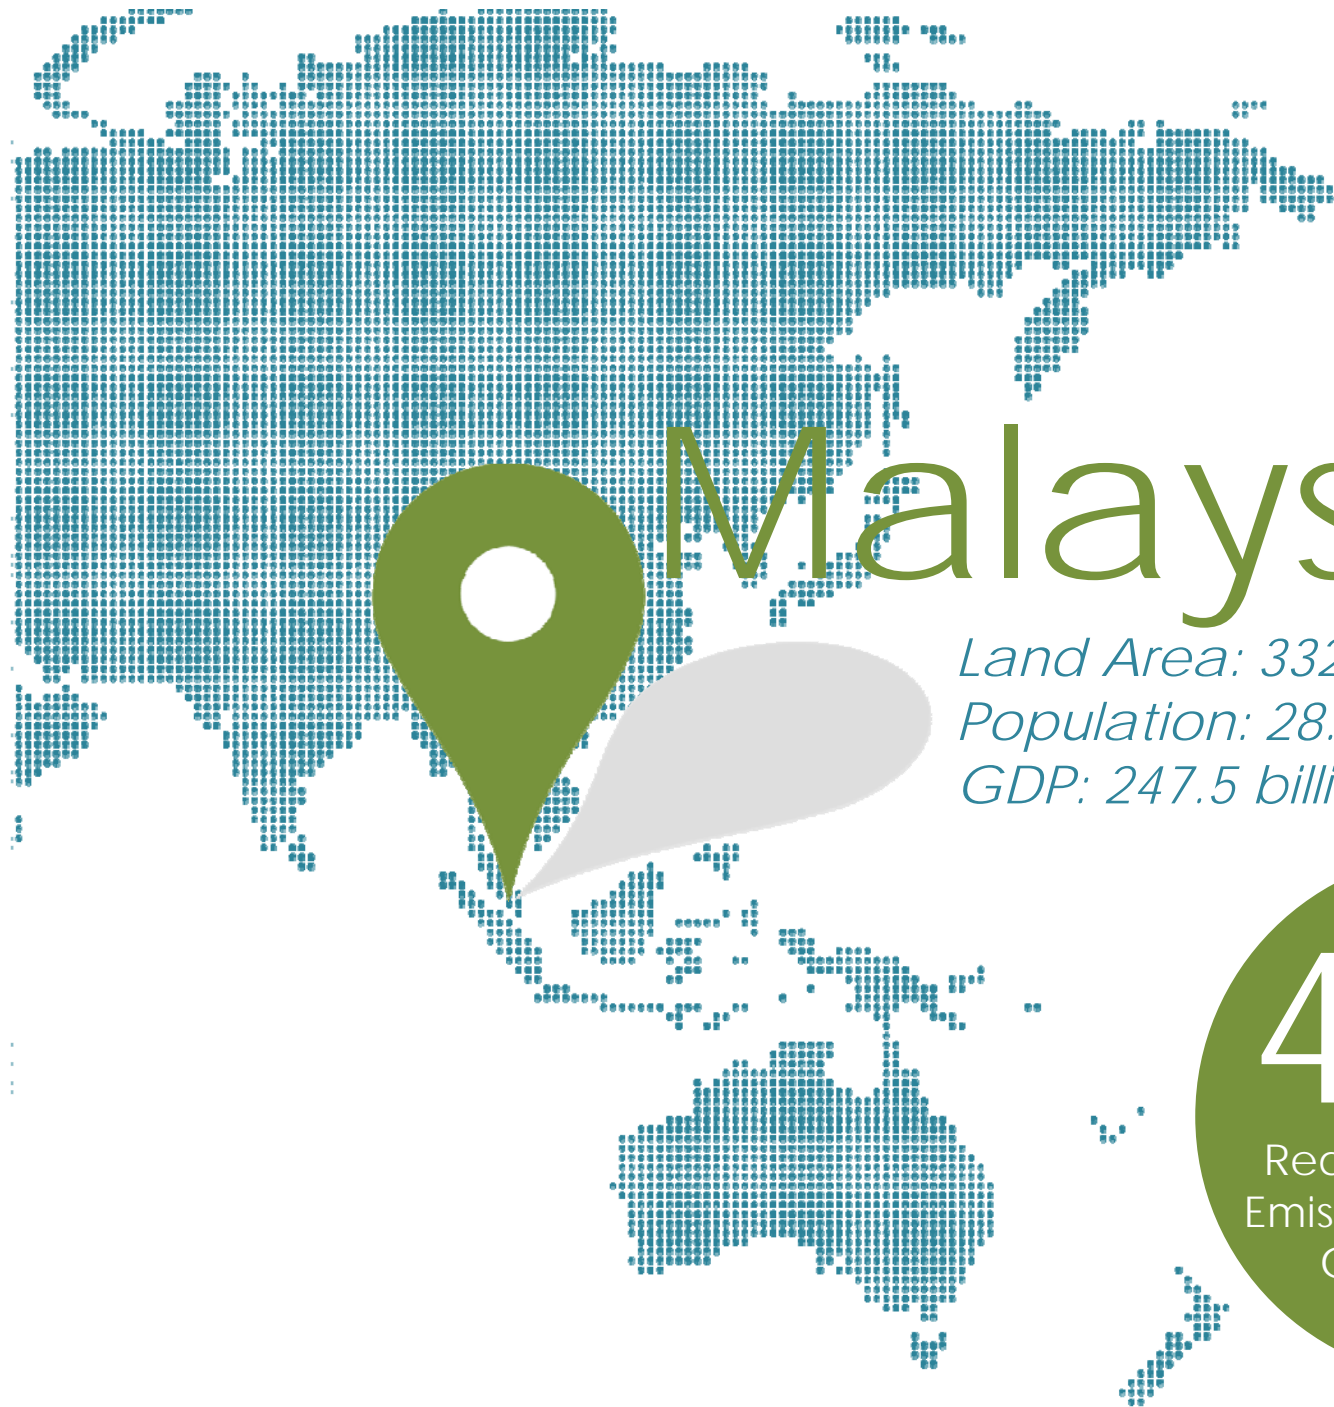 Malays
Land Area: 332
Population: 28.
GDP: 247.5 billi
4
Red
Emis